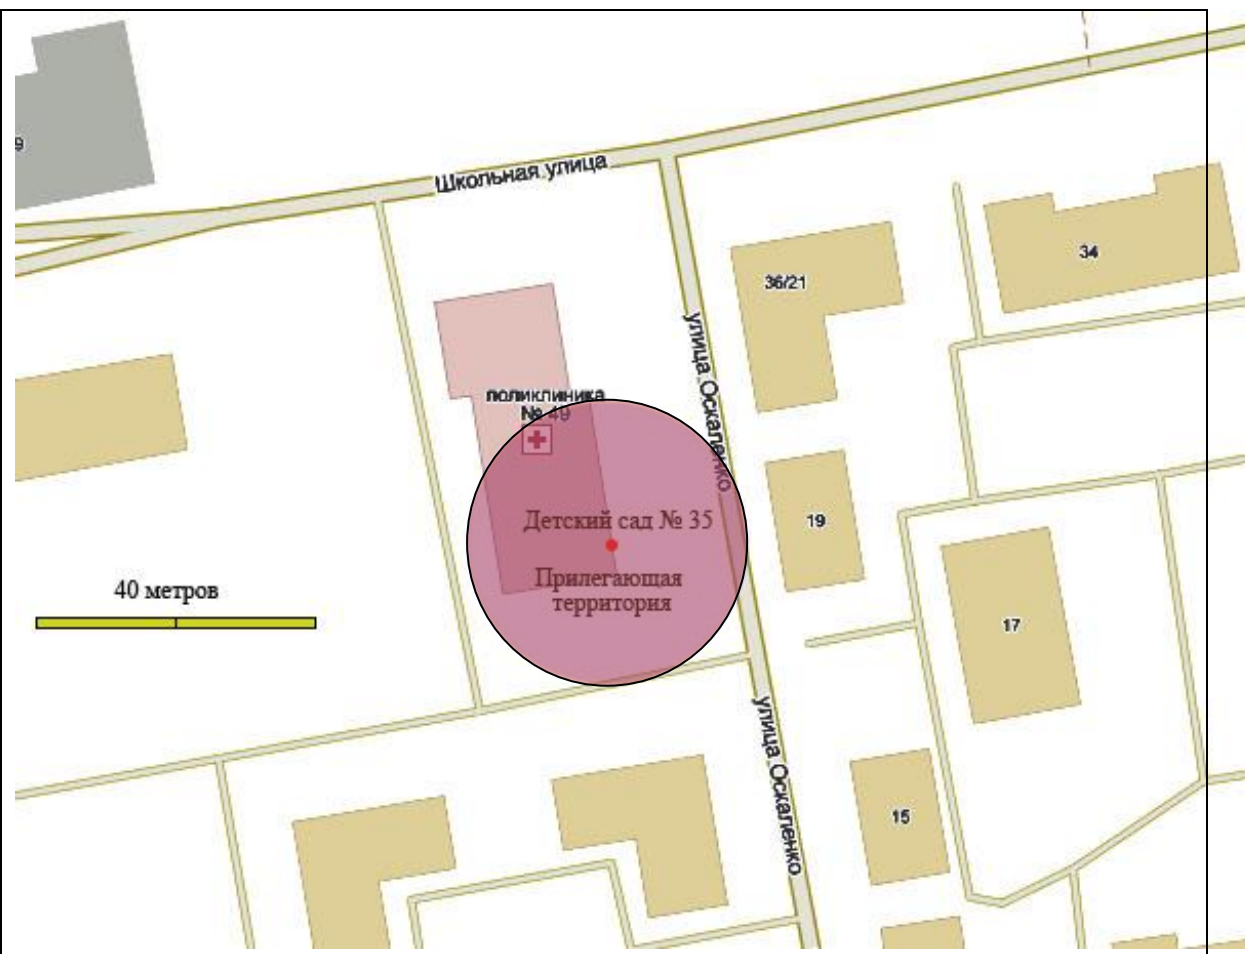 9
Школьная улица
34
36/21
улица Оскаленко
поликлиника
№ 49
Детский сад № 35
19
Прилегающая
территория
40 метров
17
улица Оскаленко
15